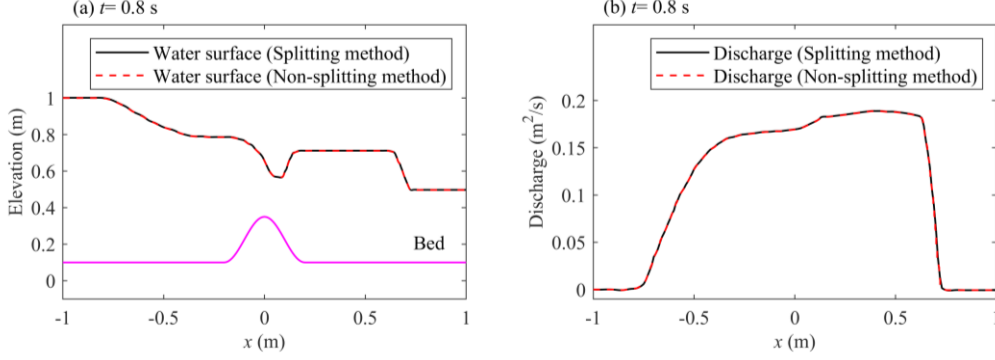 (a) t= 0.8 s
Water surface (Splitting method)
Water surface (Non-splitting method)
Elevation (m)
1
0.8
0.6
0.4
0.2
0
Bed
-1
-0.5
0
0.5
1
x (m)
(b) t= 0.8 s
Discharge (Splitting method)
Discharge (Non-splitting method)
Discharge (m²/s)
0.2
0.15
0.1
0.05
0
-1
-0.5
0
0.5
1
x (m)